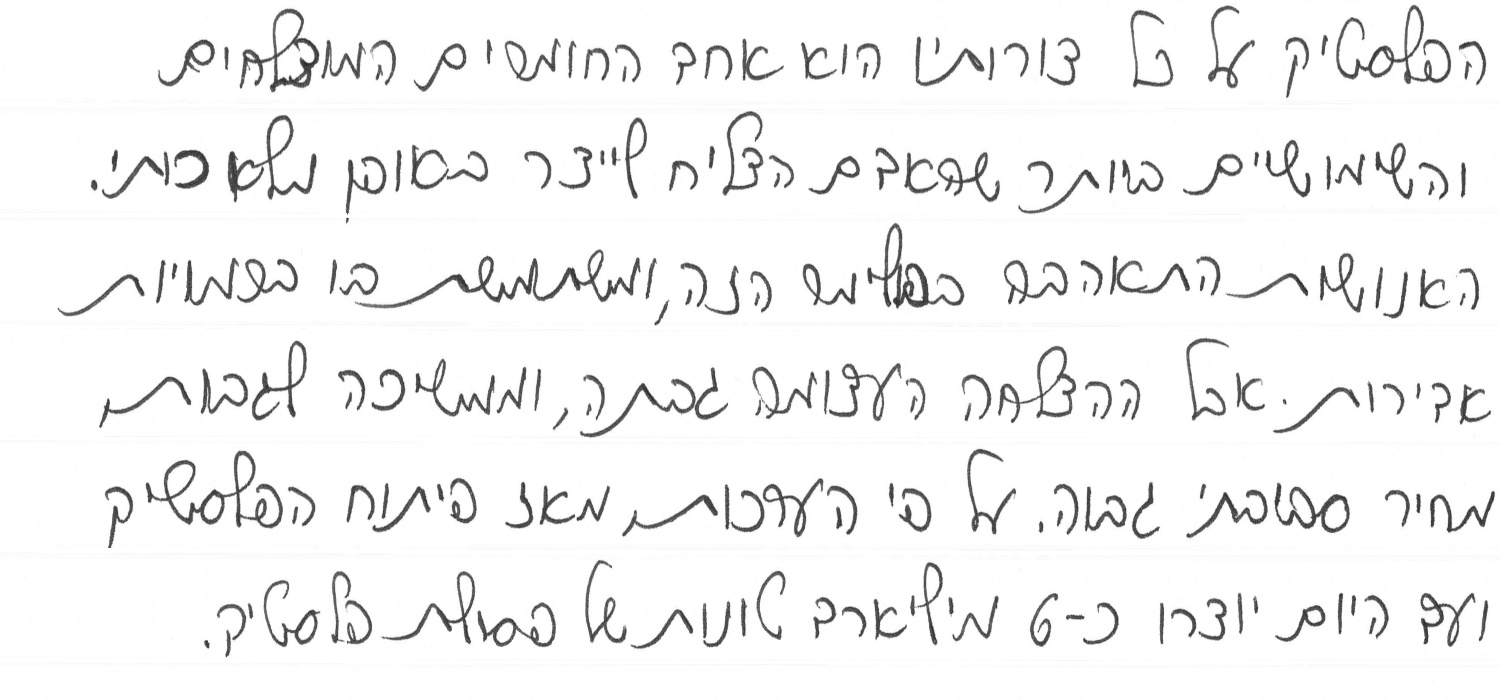 הפלסטיק על כל צורותיו הוא אחד החומרים המוצלחים
והשימושיים ביותר שהאדם הצליח לייצר באופן מלאכותי.
האנושות התאהבה בפולימר הזה, ומשתמשת בו בכמויות
אדירות. אבל ההצלחה העצומה גבתה, וממשיכה לגבות,
מחיר סביבתי גבוה. על פי הערכות, מאז פיתוח הפלסטיק
ועד היום יוצרו כ-6 מיליארד טונות של פסולת פלסטיק.